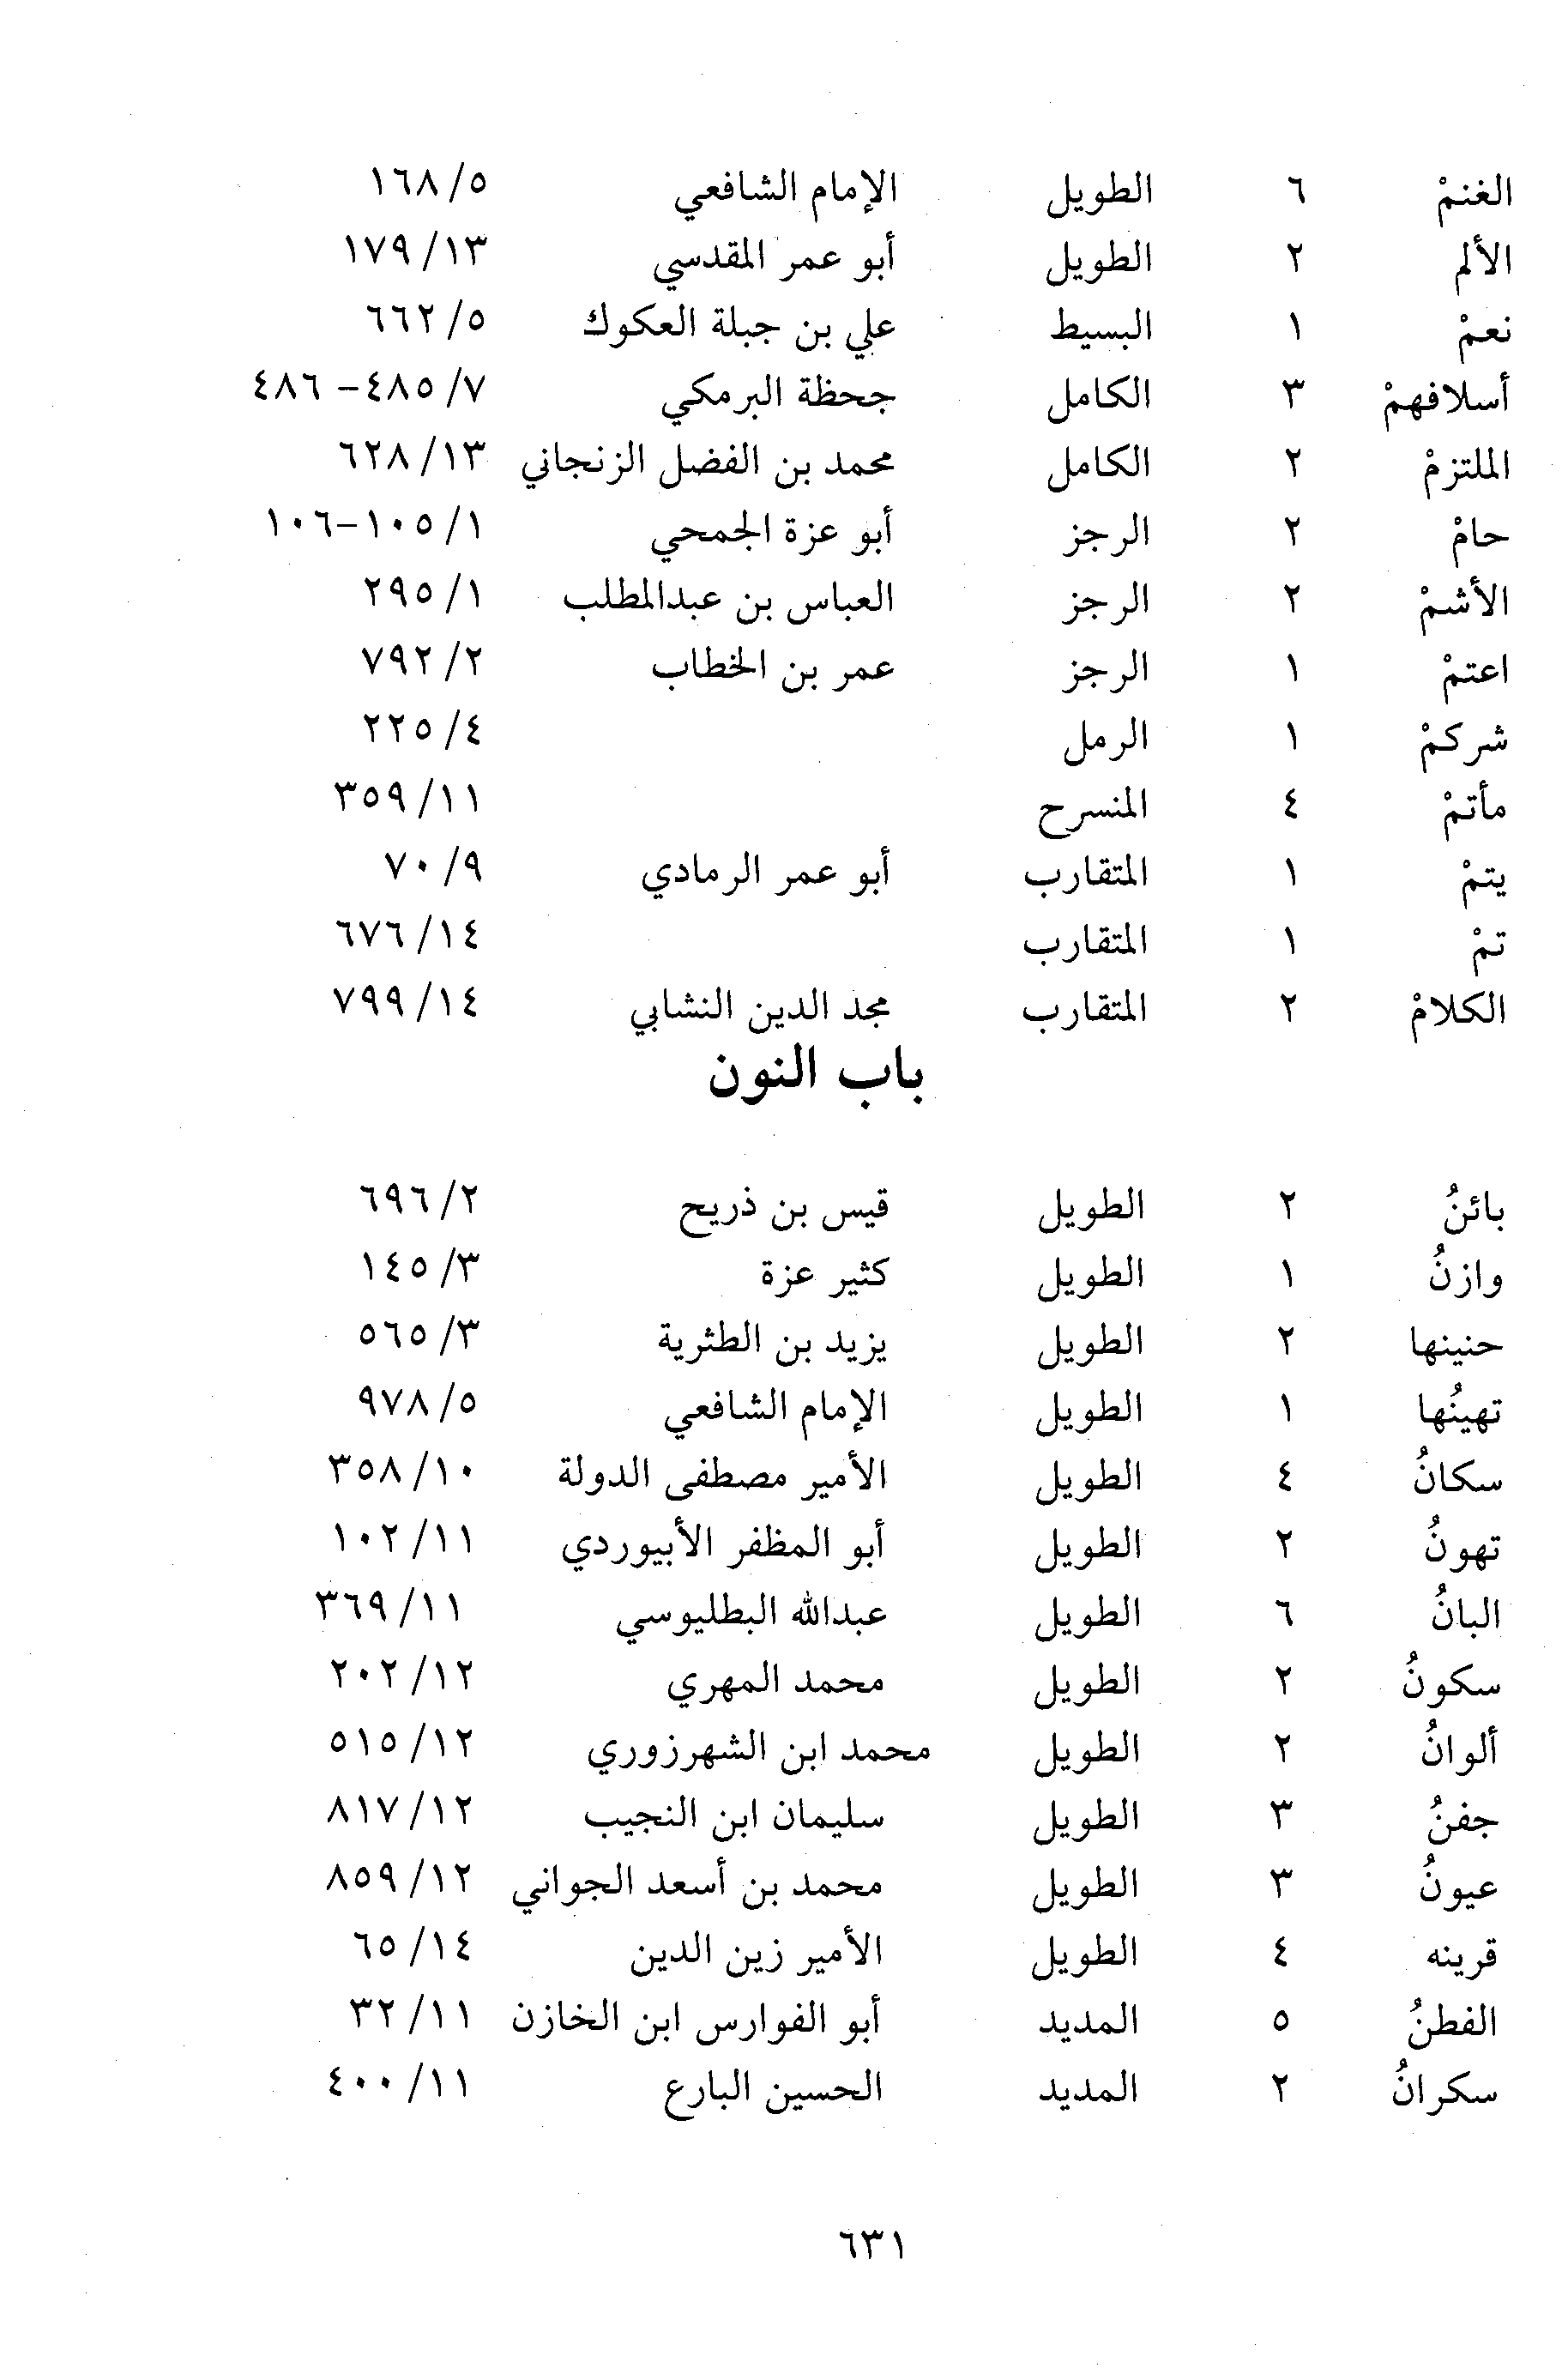 الغنمْ ٦ الطويل الإمام الشافعي ٥/ ١٦٨
الألم ٢ الطويل أبو عمر المقدسي ١٣/ ١٧٩
نعمْ ١ البسيط علي بن جبلة العكوك ٥/ ٦٦٢
أسلافهمْ ٣ الكامل جحظة البرمكي ٧/ ٤٨٥- ٤٨٦
الملتزمْ ٢ الكامل محمد بن الفضل الزنجاني ١٣/ ٦٢٨
حامْ ٢ الرجز أبو عزة الجمحي ١/ ١٠٥-١٠٦
الأشمْ ٢ الرجز العباس بن عبدالمطلب ١/ ٢٩٥
اعتمْ ١ الرجز عمر بن الخطاب ٢/ ٧٩٢
شركمْ ١ الرمل ٤/ ٢٢٥
مأتمْ ٤ المنسرح ١١/ ٣٥٩
يتمْ ١ المتقارب أبو عمر الرمادي ٩/ ٧٠
تمْ ١ المتقارب ١٤/ ٦٧٦
الكلامْ ٢ المتقارب مجد الدين النشابي ١٤/ ٧٩٩
باب النون
بائنُ ٢ الطويل قيس بن ذريح ٢/ ٦٩٦
وازنُ ١ الطويل كثير عزة ٣/ ١٤٥
حنينها ٢ الطويل يزيد بن الطثرية ٣/ ٥٦٥
تهينُها ١ الطويل الإمام الشافعي ٥/ ٩٧٨
سكانُ ٤ الطويل الأمير مصطفى الدولة ١٠/ ٣٥٨
تهونُ ٢ الطويل أبو المظفر الأبيوردي ١١/ ١٠٢
البانُ ٦ الطويل عبدالله البطليوسي ١١/ ٣٦٩
سكونُ ٢ الطويل محمد المهري ١٢/ ٢٠٢
ألوانُ ٢ الطويل محمد ابن الشهرزوري ١٢/ ٥١٥
جفنُ ٣ الطويل سليمان ابن النجيب ١٢/ ٨١٧
عيونُ ٣ الطويل محمد بن أسعد الجواني ١٢/ ٨٥٩
قرينه ٤ الطويل الأمير زين الدين ١٤/ ٦٥
الفطنُ ٥ المديد أبو الفوارس ابن الخازن ١١/ ٣٢
سكرانُ ٢ المديد الحسين البارع ١١/ ٤٠٠
٦٣١